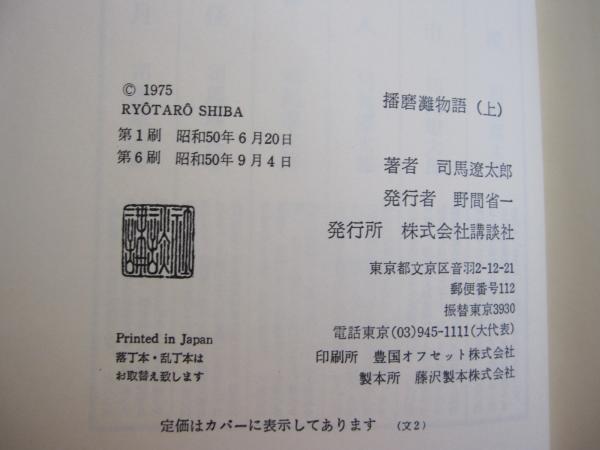 播磨灘物語（上）
© 1975
RYÔTARÔ SHIBA
第1刷 昭和50年6月20日
第6刷 昭和50年9月4日
著者 司馬遼太郎
発行者 野間省一
発行所 株式会社講談社
東京都文京区音羽2-12-21
郵便番号112
振替東京3930
電話東京(03)945-1111(大代表)
印刷所 豊国オフセット株式会社
製本所 藤沢製本株式会社
Printed in Japan
落丁本・乱丁本は
お取替え致します
定価はカバーに表示してあります （文2）